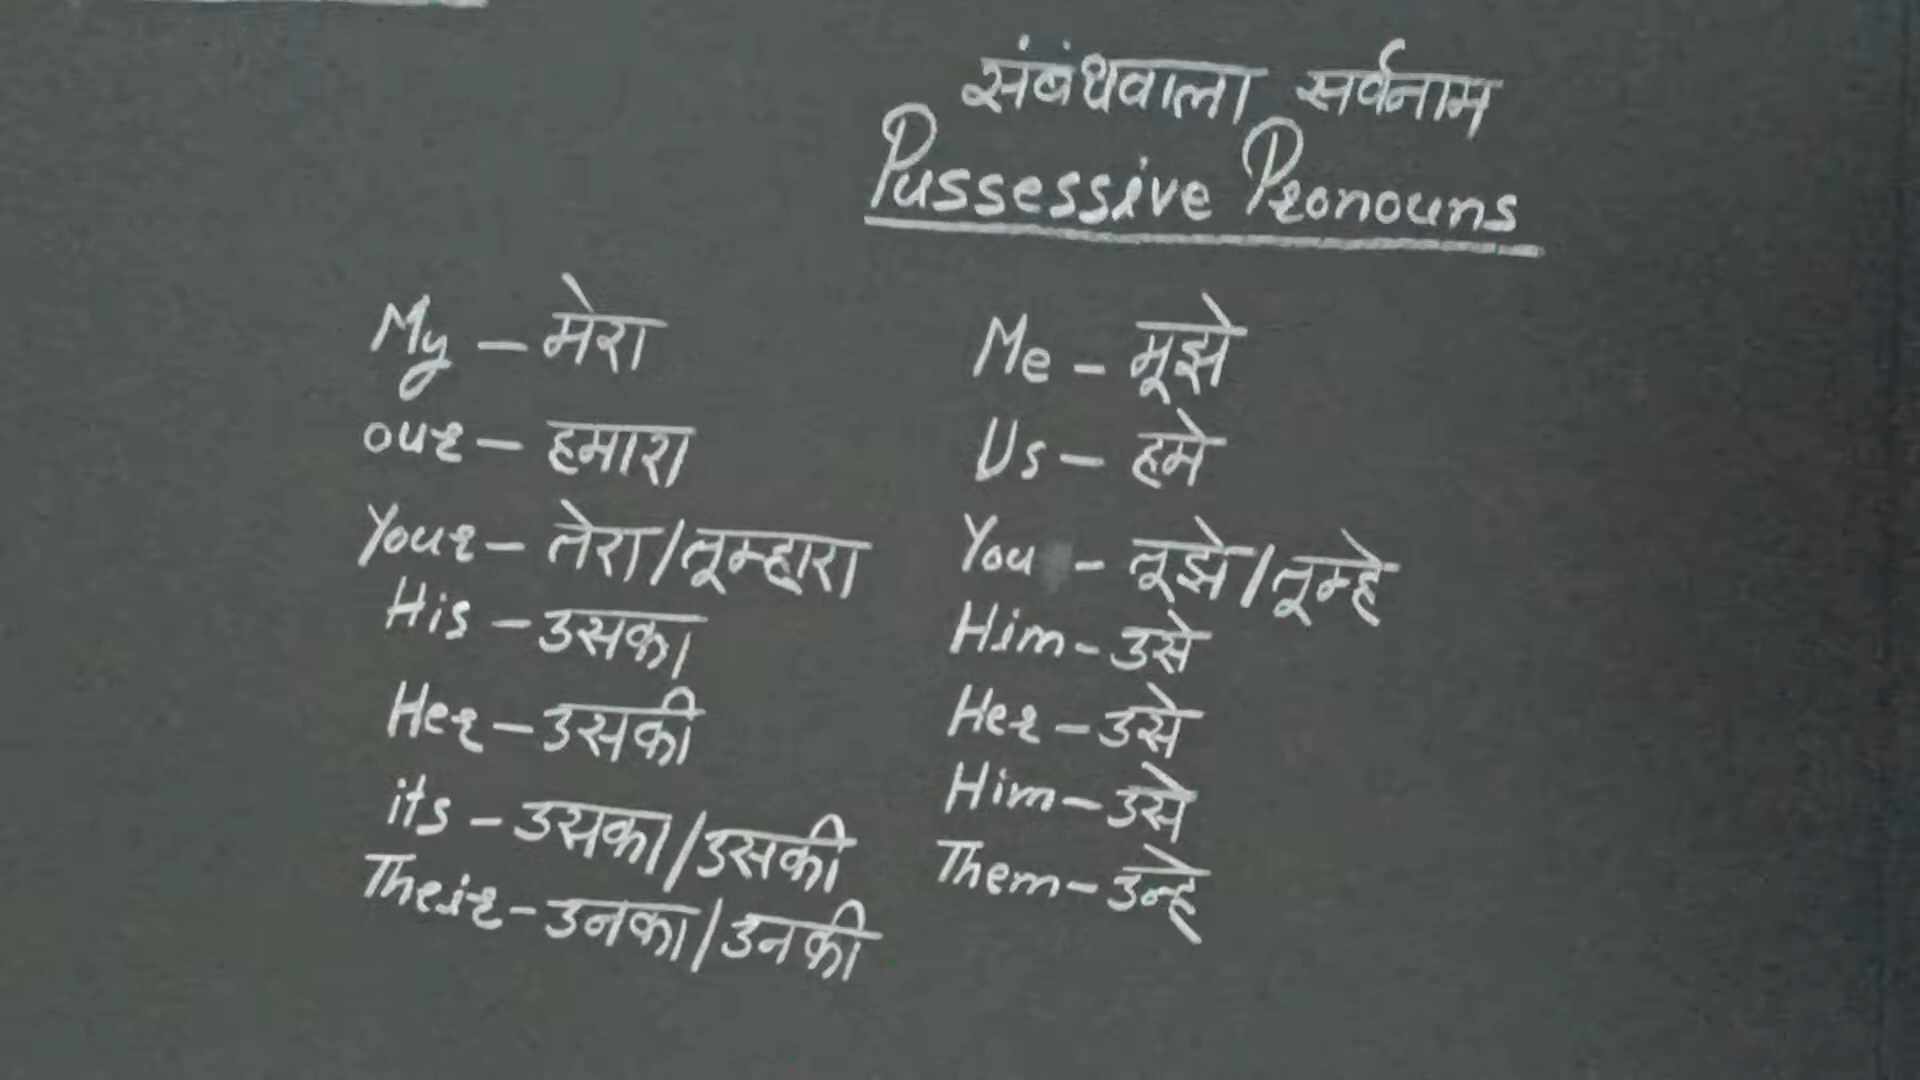 संबंधवाला सर्वनाम
Pussessive Pronouns
My – मेरा
our – हमारा
Your – तेरा/तूम्हारा
His – उसका
Her – उसकी
its – उसका/उसकी
Their – उनका/उनकी
Me – मूझे
Us – हमे
You – तूझे/तूम्हे
Him – उसे
Her – उसे
Him – उसे
Them – उन्हे